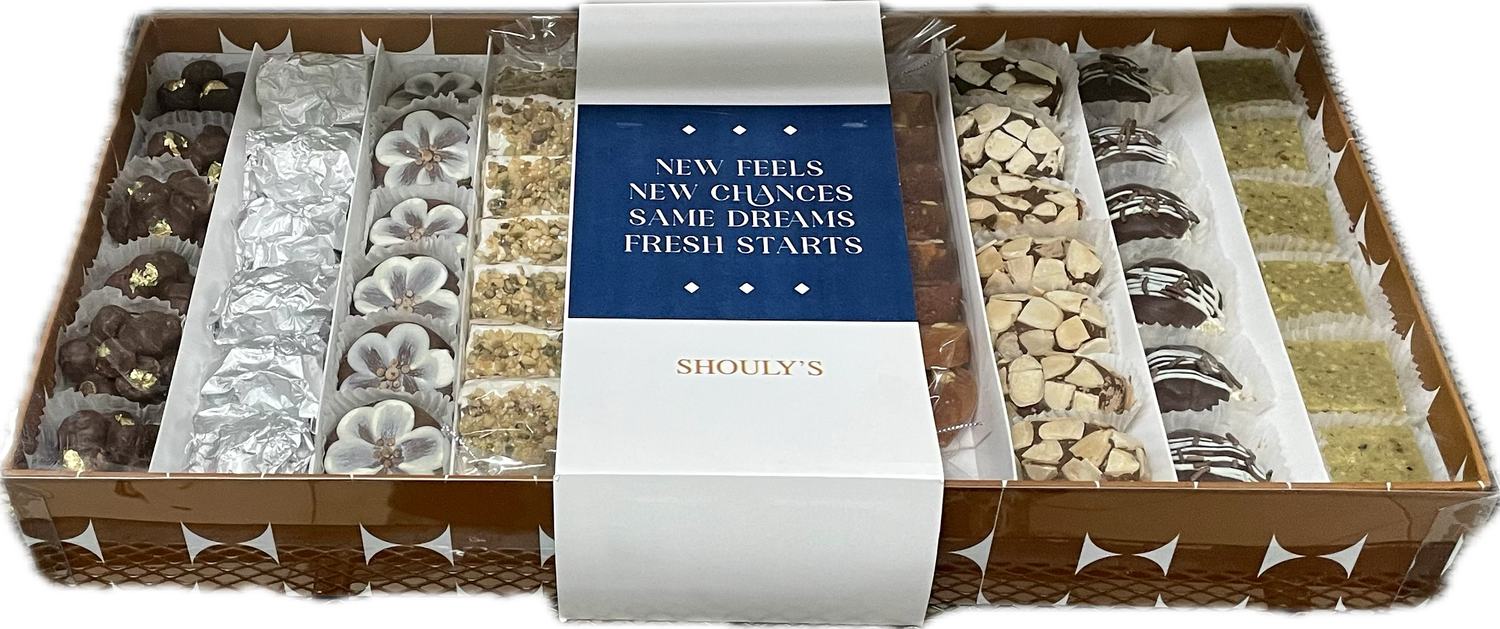 NEW FEELS
NEW CHANCES
SAME DREAMS
FRESH STARTS
SHOULY'S